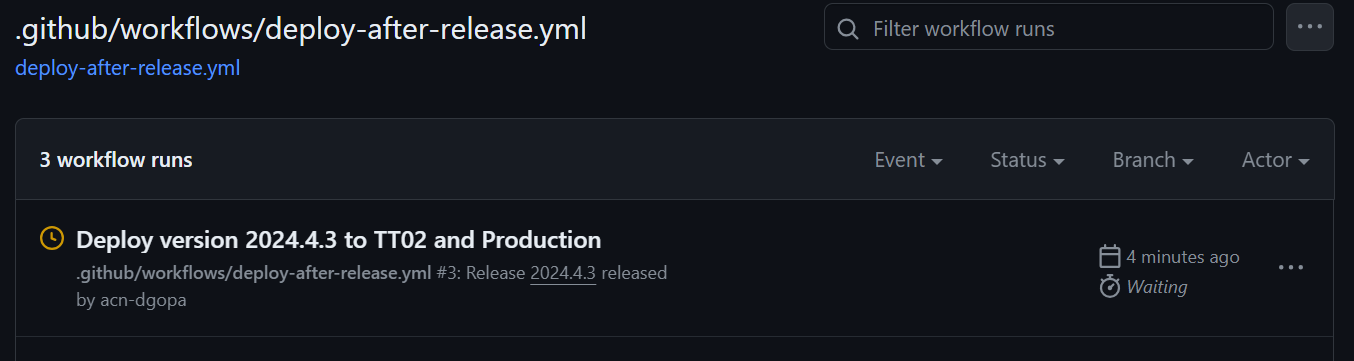 .github/workflows/deploy-after-release.yml
Filter workflow runs
deploy-after-release.yml
3 workflow runs
Event
Status
Branch
Actor
Deploy version 2024.4.3 to TT02 and Production
.github/workflows/deploy-after-release.yml #3: Release 2024.4.3 released
by acn-dgopa
4 minutes ago
Waiting